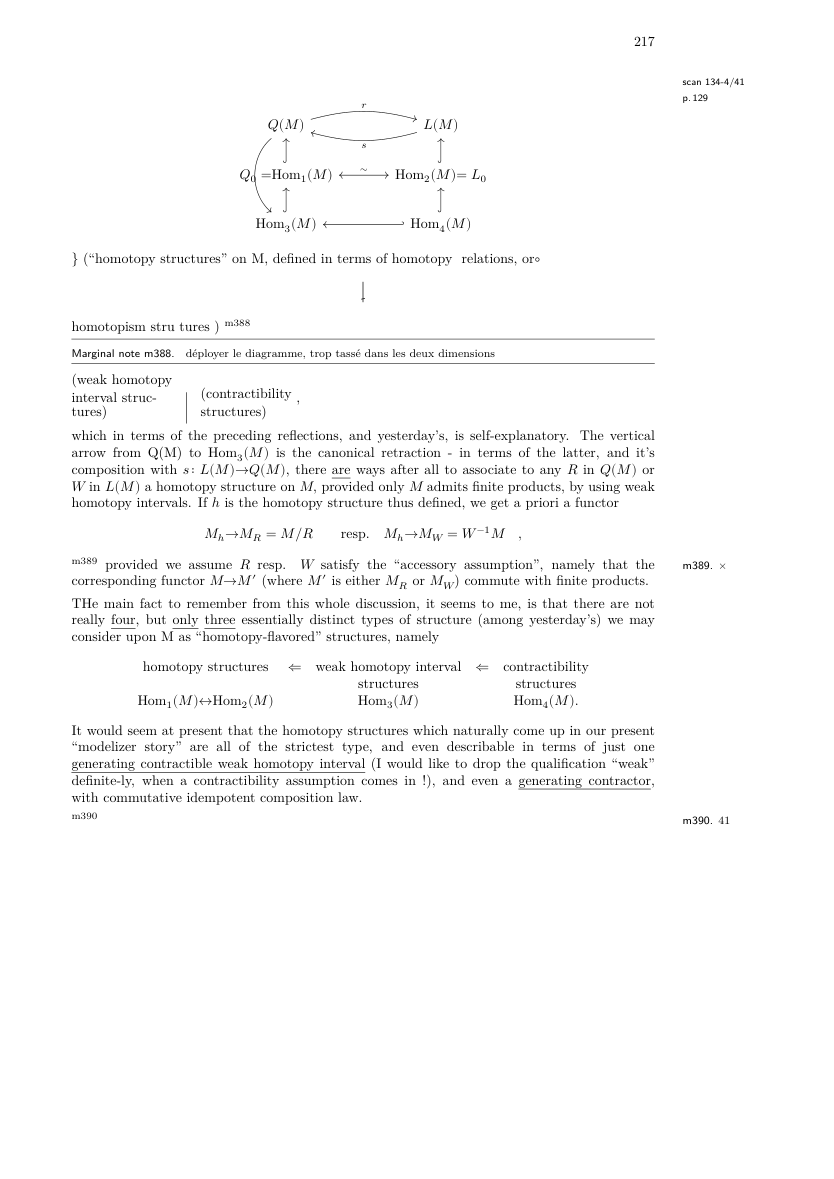 217
scan 134-4/41
p. 129
r
Q(M) L(M)
s
Q₀ =Hom₁(M) ←∼→ Hom₂(M)= L₀
Hom₃(M) ← Hom₄(M)
} (“homotopy structures” on M, defined in terms of homotopy relations, or∘
homotopism stru tures ) m388
Marginal note m388. déployer le diagramme, trop tassé dans les deux dimensions
(weak homotopy
interval struc-
tures)
(contractibility ,
structures)
which in terms of the preceding reflections, and yesterday's, is self-explanatory. The vertical
arrow from Q(M) to Hom₃(M) is the canonical retraction - in terms of the latter, and it's
composition with s: L(M)→Q(M), there are ways after all to associate to any R in Q(M) or
W in L(M) a homotopy structure on M, provided only M admits finite products, by using weak
homotopy intervals. If h is the homotopy structure thus defined, we get a priori a functor
M_h→M_R = M/R resp. M_h→M_W = W⁻¹M ,
m389 provided we assume R resp. W satisfy the “accessory assumption”, namely that the
corresponding functor M→M′ (where M′ is either M_R or M_W) commute with finite products.
m389. ×
THe main fact to remember from this whole discussion, it seems to me, is that there are not
really four, but only three essentially distinct types of structure (among yesterday's) we may
consider upon M as “homotopy-flavored” structures, namely
homotopy structures ⇐ weak homotopy interval ⇐ contractibility
structures structures
Hom₁(M)↔Hom₂(M) Hom₃(M) Hom₄(M).
It would seem at present that the homotopy structures which naturally come up in our present
“modelizer story” are all of the strictest type, and even describable in terms of just one
generating contractible weak homotopy interval (I would like to drop the qualification “weak”
definite-ly, when a contractibility assumption comes in !), and even a generating contractor,
with commutative idempotent composition law.
m390
m390. 41